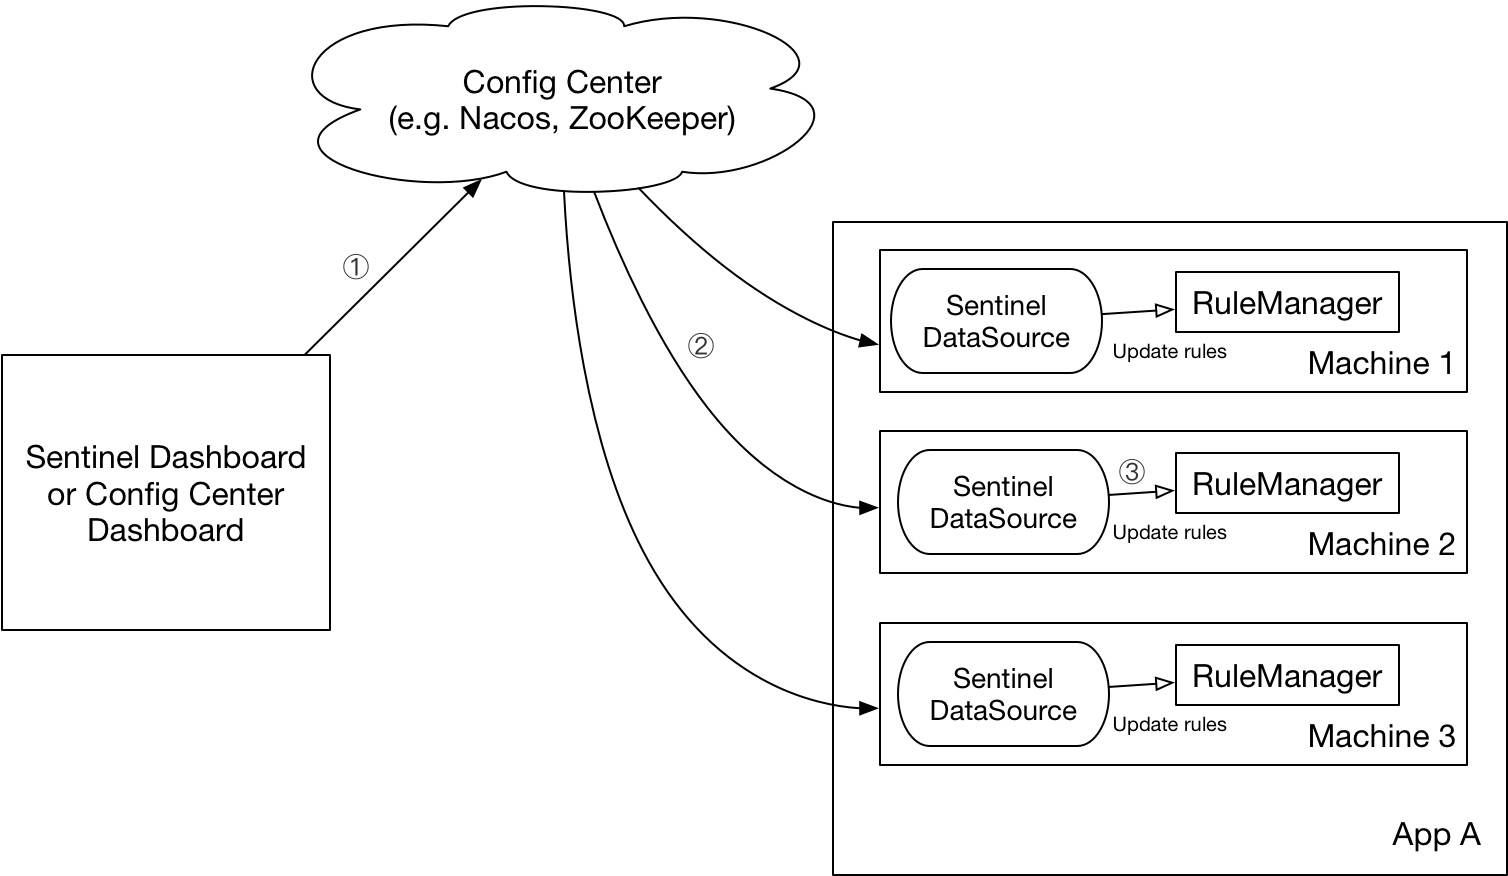 Config Center
(e.g. Nacos, ZooKeeper)
①
②
Sentinel Dashboard
or Config Center
Dashboard
Sentinel
DataSource
RuleManager
Update rules
Machine 1
Sentinel
DataSource
③
RuleManager
Update rules
Machine 2
Sentinel
DataSource
RuleManager
Update rules
Machine 3
App A